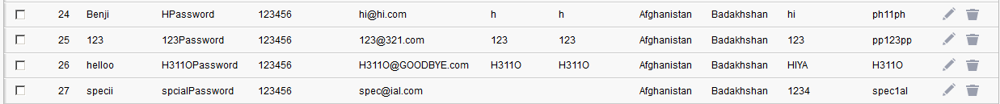 24 Benji HPassword 123456 hi@hi.com h h Afghanistan Badakhshan hi ph11ph
25 123 123Password 123456 123@321.com 123 123 Afghanistan Badakhshan 123 pp123pp
26 helloo H311OPassword 123456 H311O@GOODBYE.com H311O H311O Afghanistan Badakhshan HIYA H311O
27 specii spcialPassword 123456 spec@ial.com Afghanistan Badakhshan 1234 spec1al